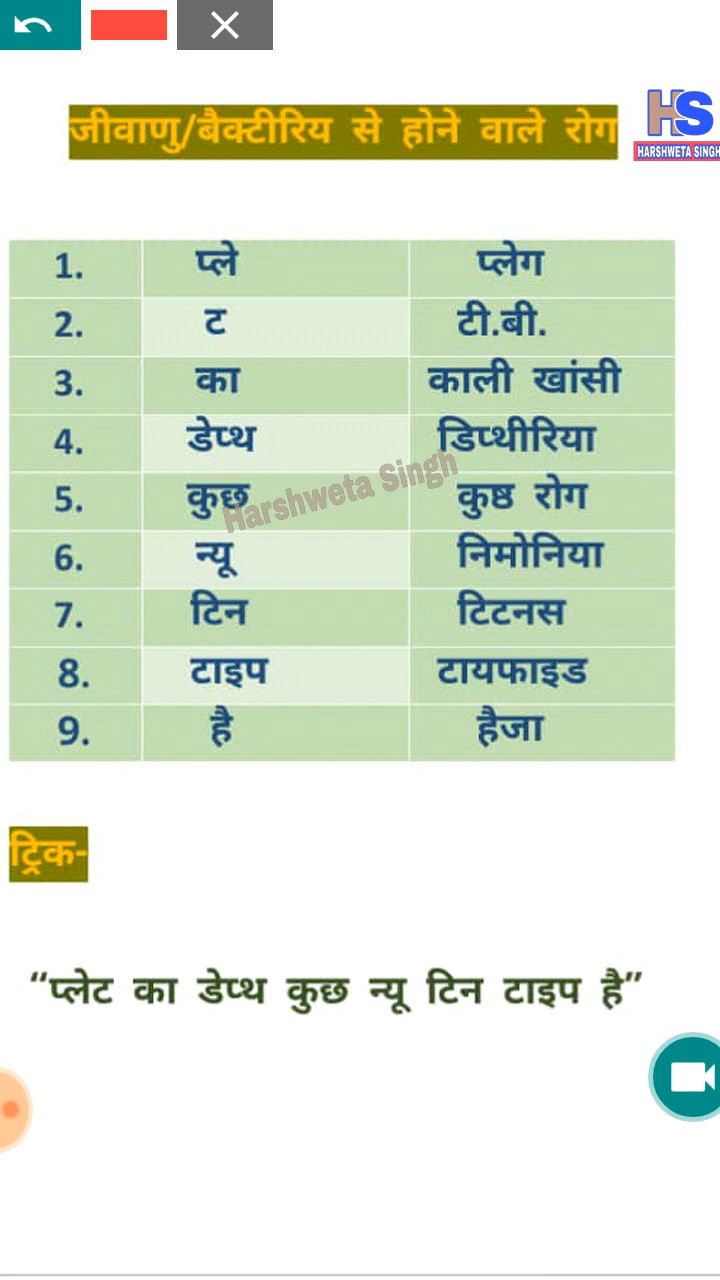 जीवाणु/बैक्टीरिय से होने वाले रोग
HS
HARSHWETA SINGH
1. प्ले प्लेग
2. ट टी.बी.
3. का काली खांसी
4. डेप्थ डिप्थीरिया
5. कुछ कुष्ठ रोग
Harshweta Singh
6. न्यू निमोनिया
7. टिन टिटनस
8. टाइप टायफाइड
9. है हैजा
ट्रिक-
“प्लेट का डेप्थ कुछ न्यू टिन टाइप है”